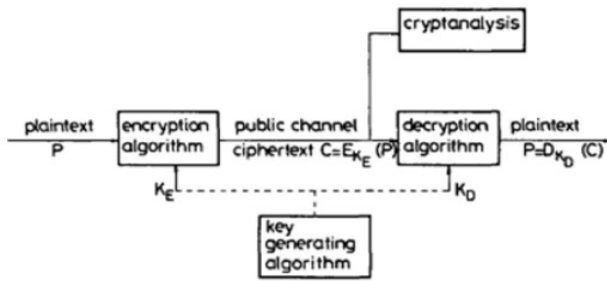 cryptanalysis
plaintext
P
encryption
algorithm
public channel
ciphertext C=E_{K_E}(P)
decryption
algorithm
plaintext
P=D_{K_D}(C)
K_E
K_D
key
generating
algorithm